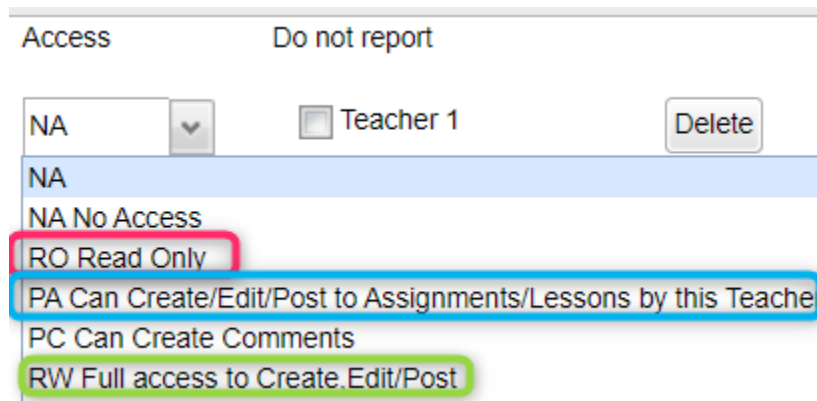 Access Do not report
NA Teacher 1 Delete
NA
NA No Access
RO Read Only
PA Can Create/Edit/Post to Assignments/Lessons by this Teache
PC Can Create Comments
RW Full access to Create.Edit/Post